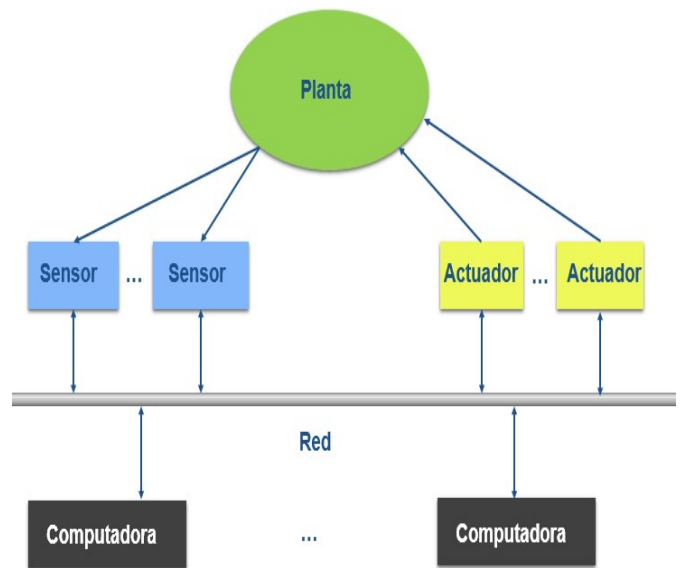 Planta
Sensor ... Sensor
Actuador ... Actuador
Red
Computadora ... Computadora